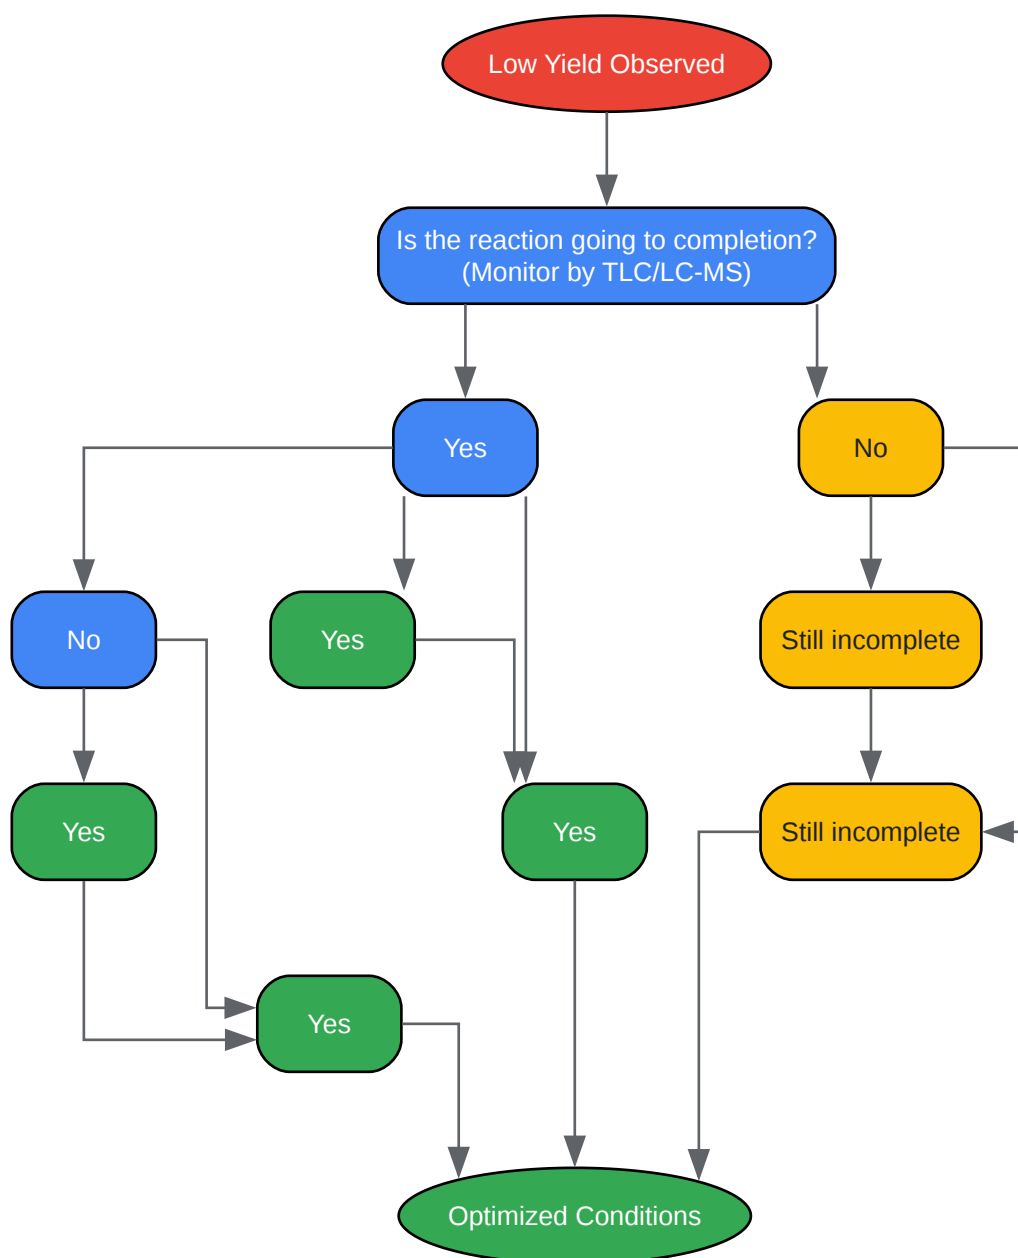 Low Yield Observed
Is the reaction going to completion?
(Monitor by TLC/LC-MS)
Yes
No
No
Yes
Still incomplete
Yes
Yes
Still incomplete
Yes
Optimized Conditions